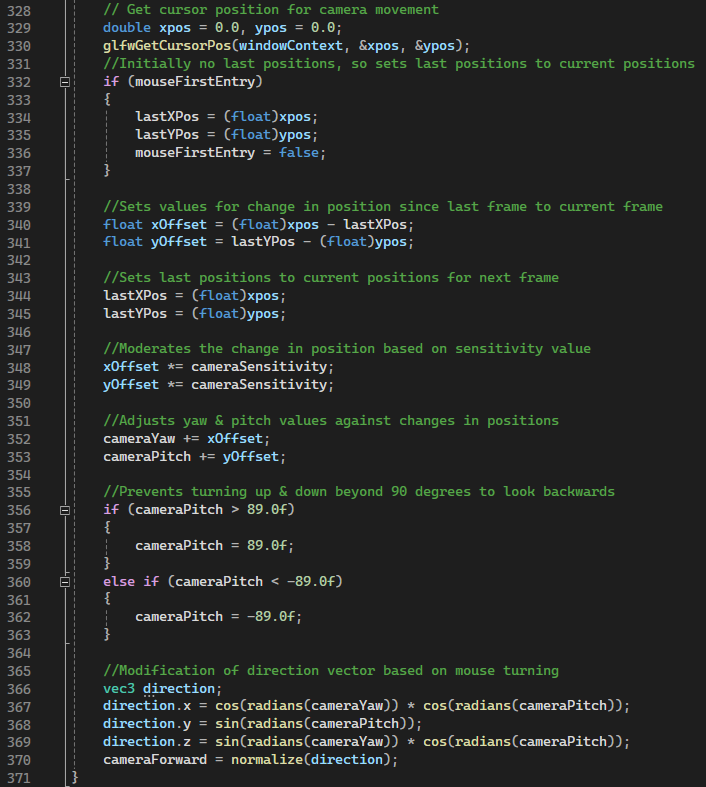 328 // Get cursor position for camera movement
329 double xpos = 0.0, ypos = 0.0;
330 glfwGetCursorPos(windowContext, &xpos, &ypos);
331 //Initially no last positions, so sets last positions to current positions
332 if (mouseFirstEntry)
333 {
334 lastXPos = (float)xpos;
335 lastYPos = (float)ypos;
336 mouseFirstEntry = false;
337 }
338
339 //Sets values for change in position since last frame to current frame
340 float xOffset = (float)xpos - lastXPos;
341 float yOffset = lastYPos - (float)ypos;
342
343 //Sets last positions to current positions for next frame
344 lastXPos = (float)xpos;
345 lastYPos = (float)ypos;
346
347 //Moderates the change in position based on sensitivity value
348 xOffset *= cameraSensitivity;
349 yOffset *= cameraSensitivity;
350
351 //Adjusts yaw & pitch values against changes in positions
352 cameraYaw += xOffset;
353 cameraPitch += yOffset;
354
355 //Prevents turning up & down beyond 90 degrees to look backwards
356 if (cameraPitch > 89.0f)
357 {
358 cameraPitch = 89.0f;
359 }
360 else if (cameraPitch < -89.0f)
361 {
362 cameraPitch = -89.0f;
363 }
364
365 //Modification of direction vector based on mouse turning
366 vec3 direction;
367 direction.x = cos(radians(cameraYaw)) * cos(radians(cameraPitch));
368 direction.y = sin(radians(cameraPitch));
369 direction.z = sin(radians(cameraYaw)) * cos(radians(cameraPitch));
370 cameraForward = normalize(direction);
371 }